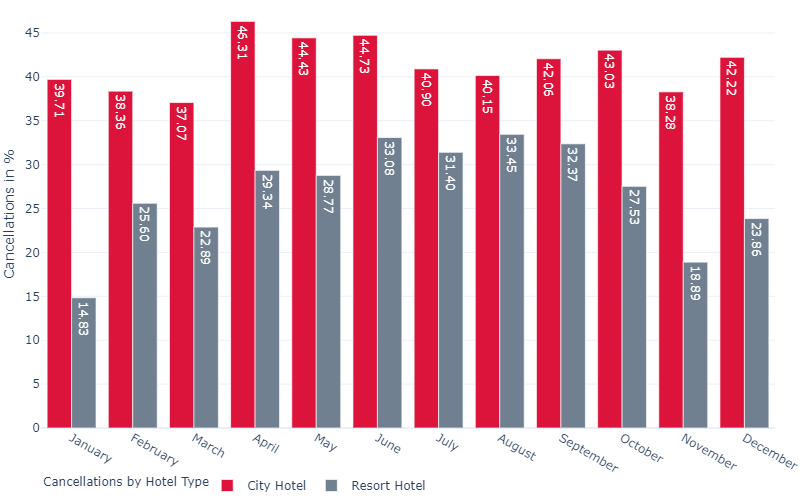 Cancellations in %
45
40
35
30
25
20
15
10
5
0
39.71
14.83
38.36
25.60
37.07
22.89
46.31
29.34
44.43
28.77
44.73
33.08
40.90
31.40
40.15
33.45
42.06
32.37
43.03
27.53
38.28
18.89
42.22
23.86
January
February
March
April
May
June
July
August
September
October
November
December
Cancellations by Hotel Type City Hotel Resort Hotel